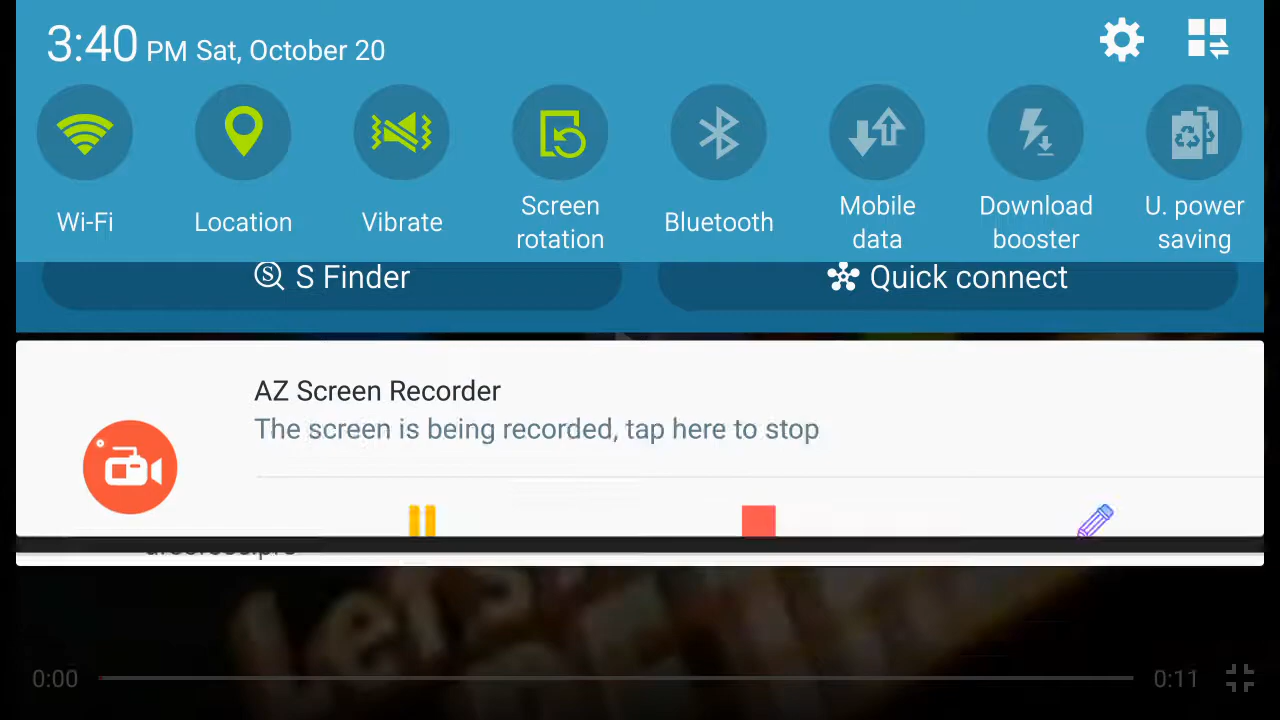 3:40 PM Sat, October 20
Wi-Fi
Location
Vibrate
Screen
rotation
Bluetooth
Mobile
data
Download
booster
U. power
saving
S Finder
Quick connect
AZ Screen Recorder
The screen is being recorded, tap here to stop
0:00
0:11